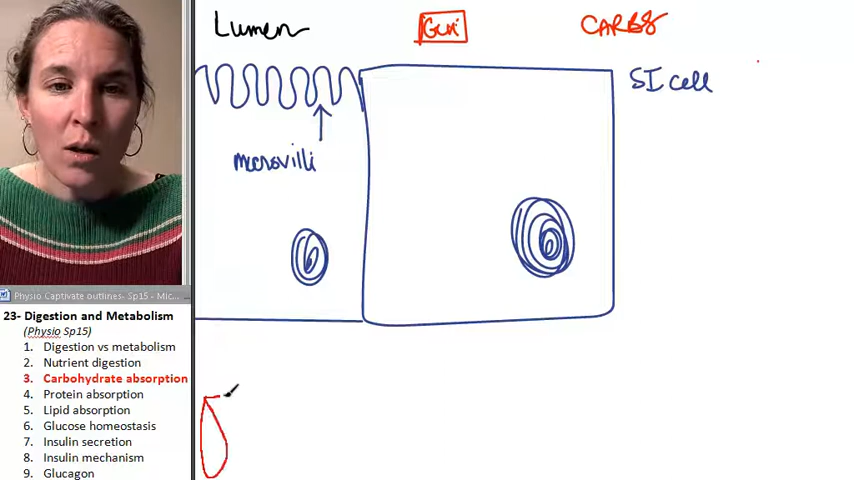 Lumen
CARBS
SI cell
microvilli
Physio Captivate outlines- Sp15 - Mic...
23- Digestion and Metabolism
(Physio Sp15)
1. Digestion vs metabolism
2. Nutrient digestion
3. Carbohydrate absorption
4. Protein absorption
5. Lipid absorption
6. Glucose homeostasis
7. Insulin secretion
8. Insulin mechanism
9. Glucagon